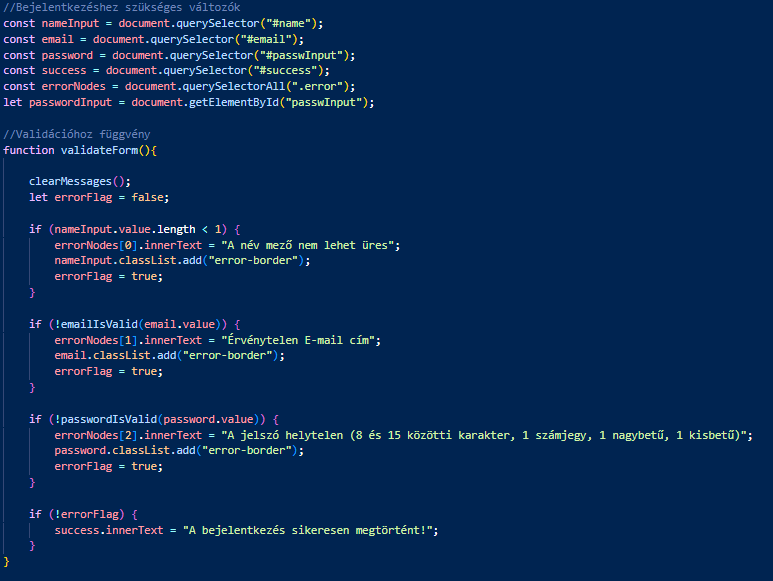 //Bejelentkezéshez szükséges változók
const nameInput = document.querySelector("#name");
const email = document.querySelector("#email");
const password = document.querySelector("#passwInput");
const success = document.querySelector("#success");
const errorNodes = document.querySelectorAll(".error");
let passwordInput = document.getElementById("passwInput");
//Validációhoz függvény
function validateForm(){
clearMessages();
let errorFlag = false;
if (nameInput.value.length < 1) {
errorNodes[0].innerText = "A név mező nem lehet üres";
nameInput.classList.add("error-border");
errorFlag = true;
}
if (!emailIsValid(email.value)) {
errorNodes[1].innerText = "Érvénytelen E-mail cím";
email.classList.add("error-border");
errorFlag = true;
}
if (!passwordIsValid(password.value)) {
errorNodes[2].innerText = "A jelszó helytelen (8 és 15 közötti karakter, 1 számjegy, 1 nagybetű, 1 kisbetű)";
password.classList.add("error-border");
errorFlag = true;
}
if (!errorFlag) {
success.innerText = "A bejelentkezés sikeresen megtörtént!";
}
}